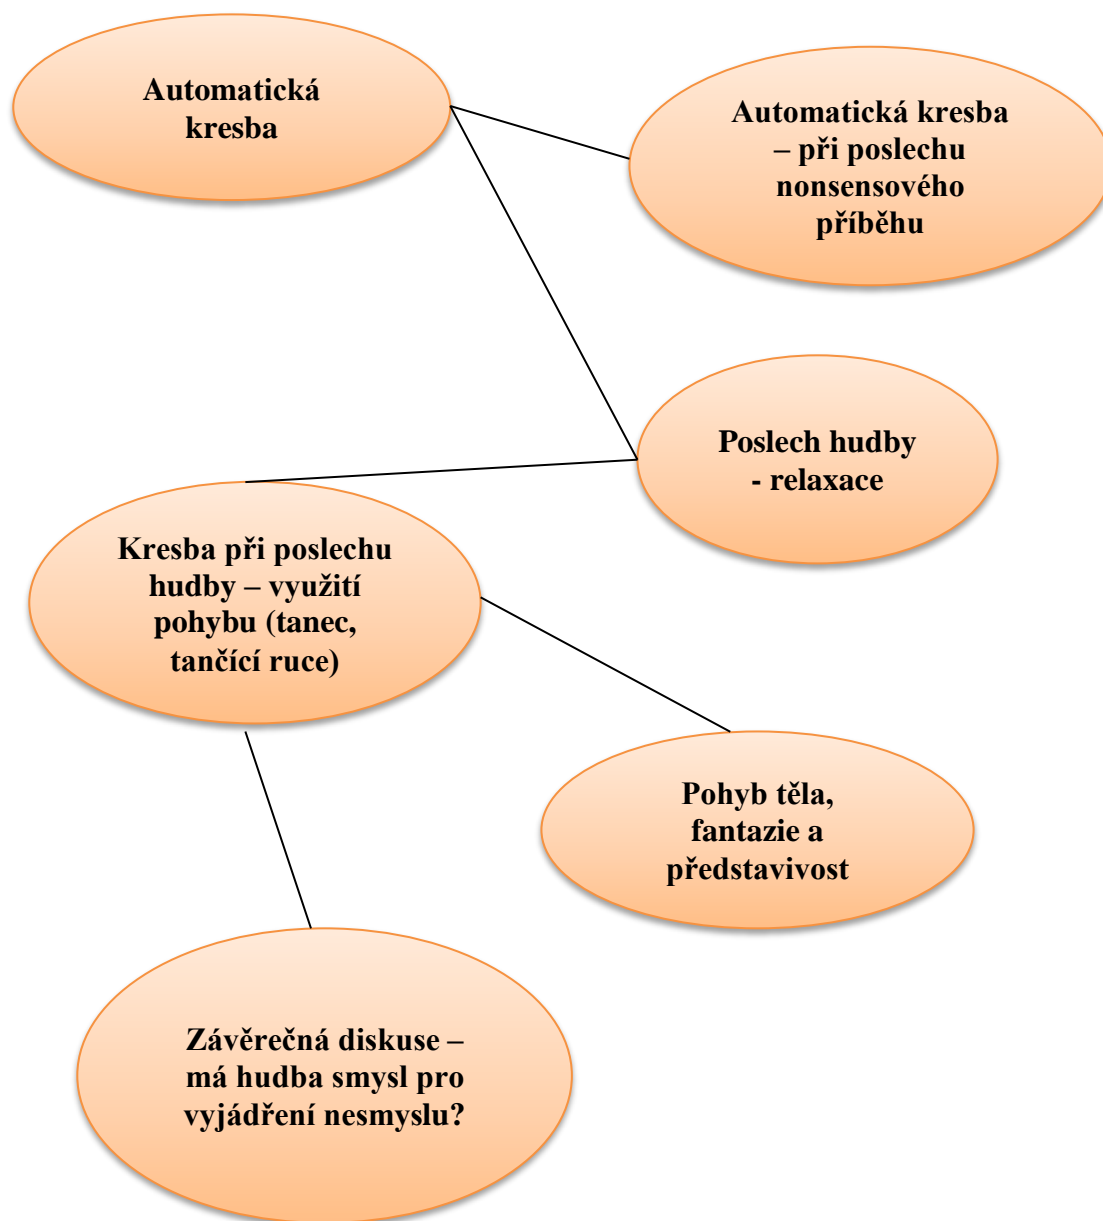 Automatická
kresba
Automatická kresba
– při poslechu
nonsensového
příběhu
Poslech hudby
- relaxace
Kresba při poslechu
hudby – využití
pohybu (tanec,
tančící ruce)
Pohyb těla,
fantazie a
představivost
Závěrečná diskuse –
má hudba smysl pro
vyjádření nesmyslu?